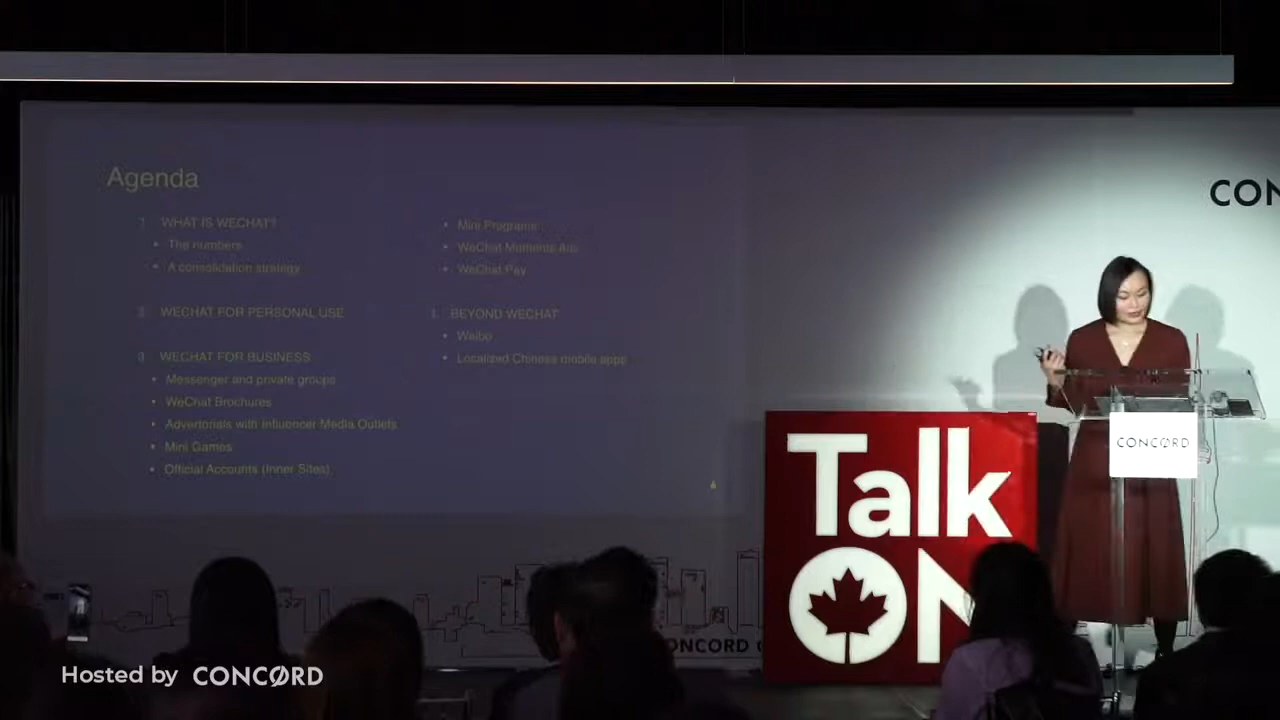 Agenda
1 WHAT IS WECHAT?
• The numbers
• A consolidation strategy
2 WECHAT FOR PERSONAL USE
3 WECHAT FOR BUSINESS
• Messenger and private groups
• WeChat Brochures
• Advertorials with Influencer Media Outlets
• Mini Games
• Official Accounts (Inner Sites)
• Mini Programs
• WeChat Moments Ads
• WeChat Pay
BEYOND WECHAT
• Weibo
• Localized Chinese mobile apps
CON
CONCORD
Talk
ON
ONCORD
Hosted by CONCORD